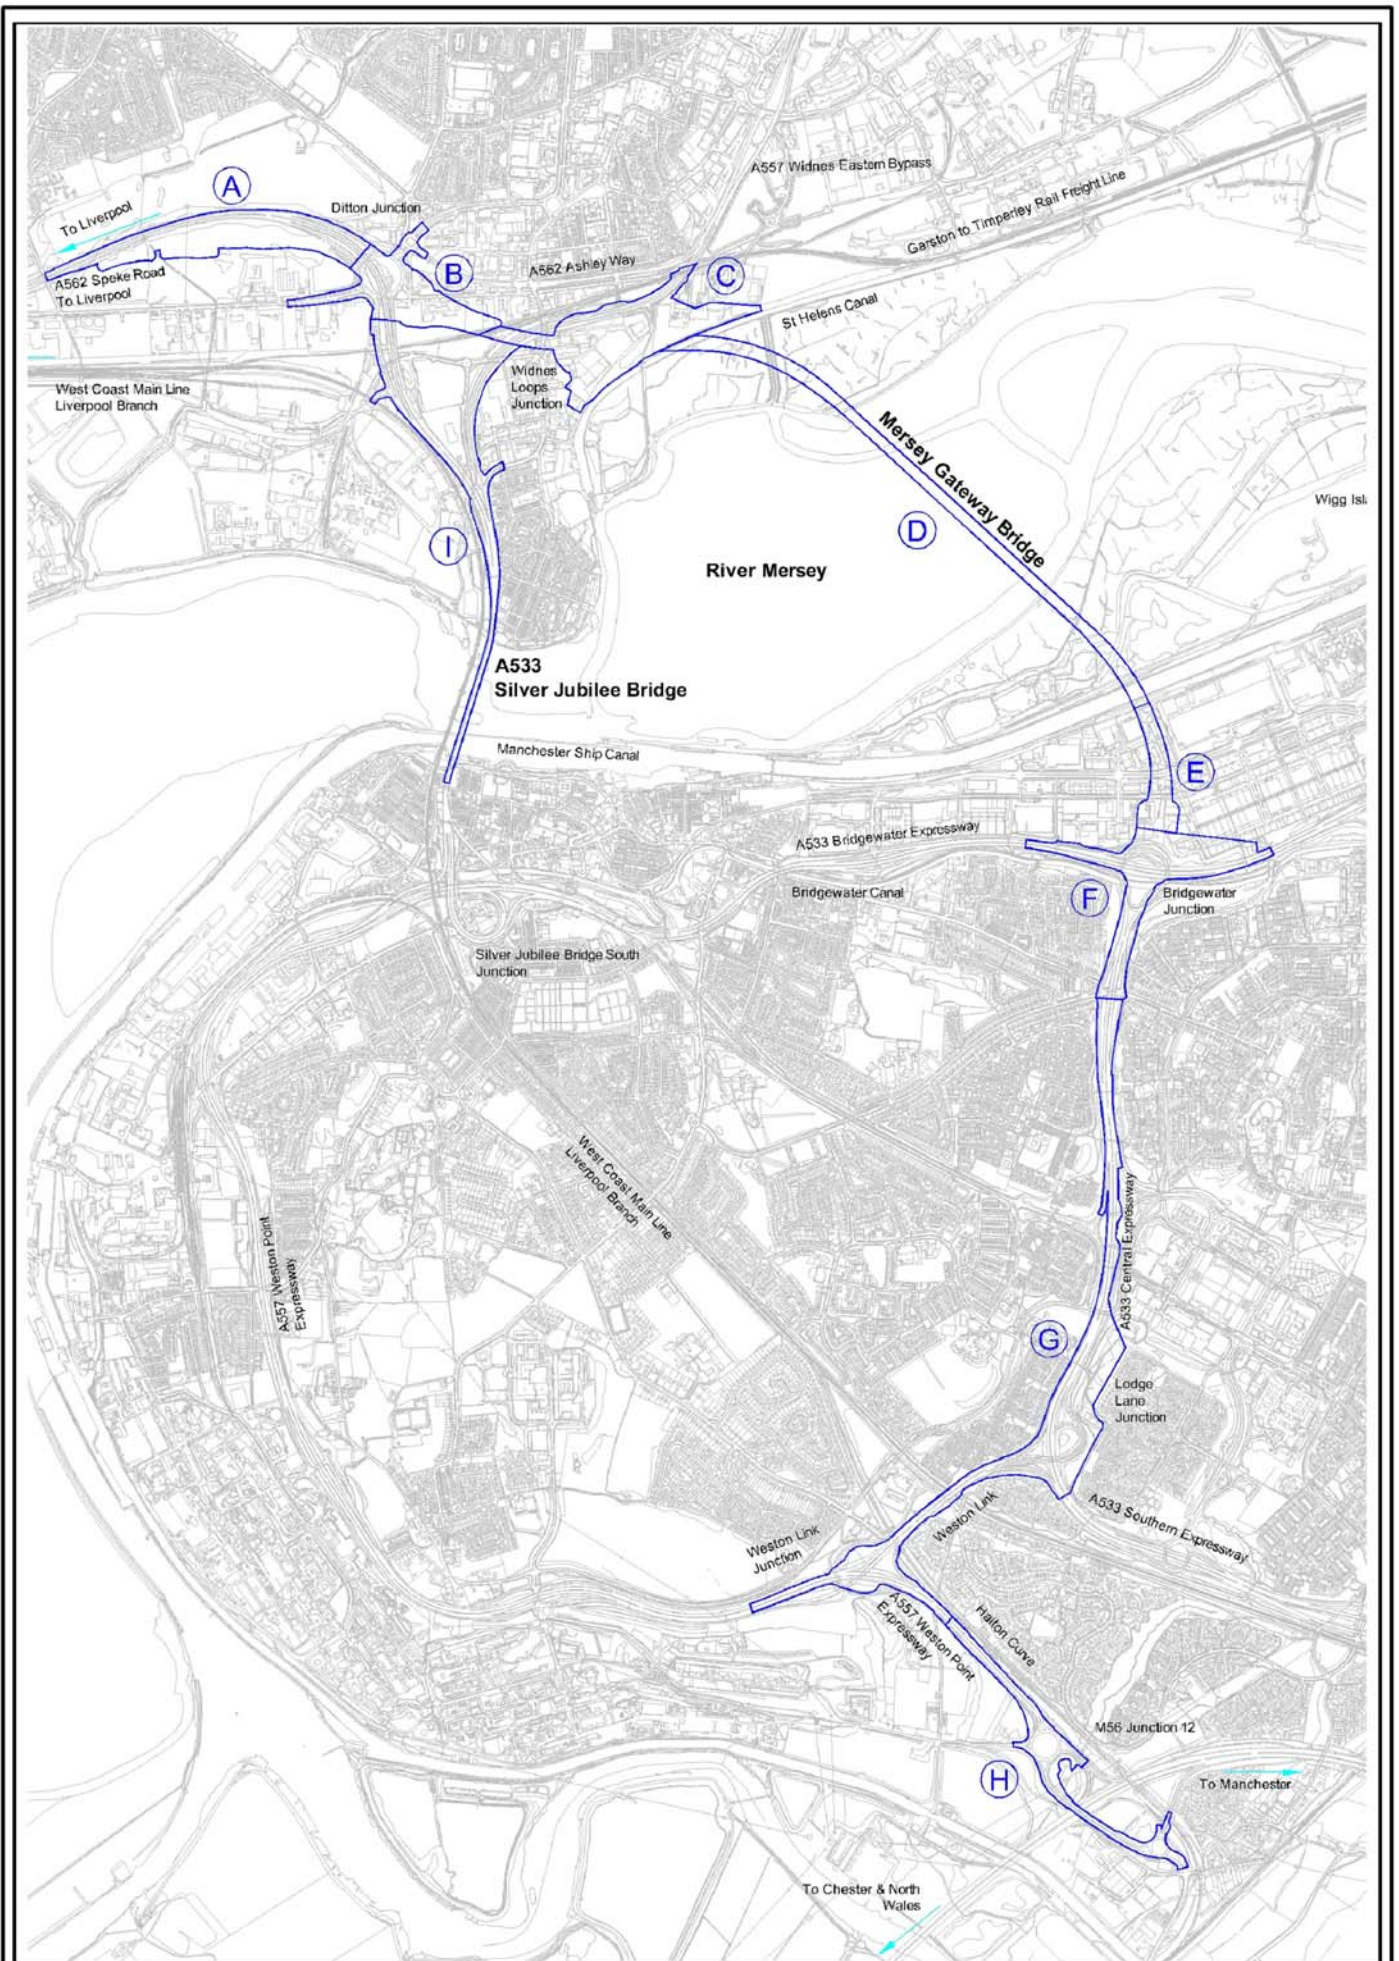 A557 Widnes Eastern Bypass
A
Ditton Junction
Garston to Timperley Rail Freight Line
To Liverpool
B
A562 Ashley Way
C
A562 Speke Road
To Liverpool
St Helens Canal
West Coast Main Line
Liverpool Branch
Widnes
Loops
Junction
Mersey Gateway Bridge
Wigg Isl
D
I
River Mersey
A533
Silver Jubilee Bridge
Manchester Ship Canal
E
A533 Bridgewater Expressway
Bridgewater Canal
F
Bridgewater
Junction
Silver Jubilee Bridge South
Junction
West Coast Main Line
Liverpool Branch
A557 Weston Point
Expressway
A533 Central Expressway
G
Lodge
Lane
Junction
Weston Link
A533 Southern Expressway
Weston Link
Junction
A557 Weston Point
Expressway
Halton Curve
M56 Junction 12
H
To Manchester
To Chester & North
Wales